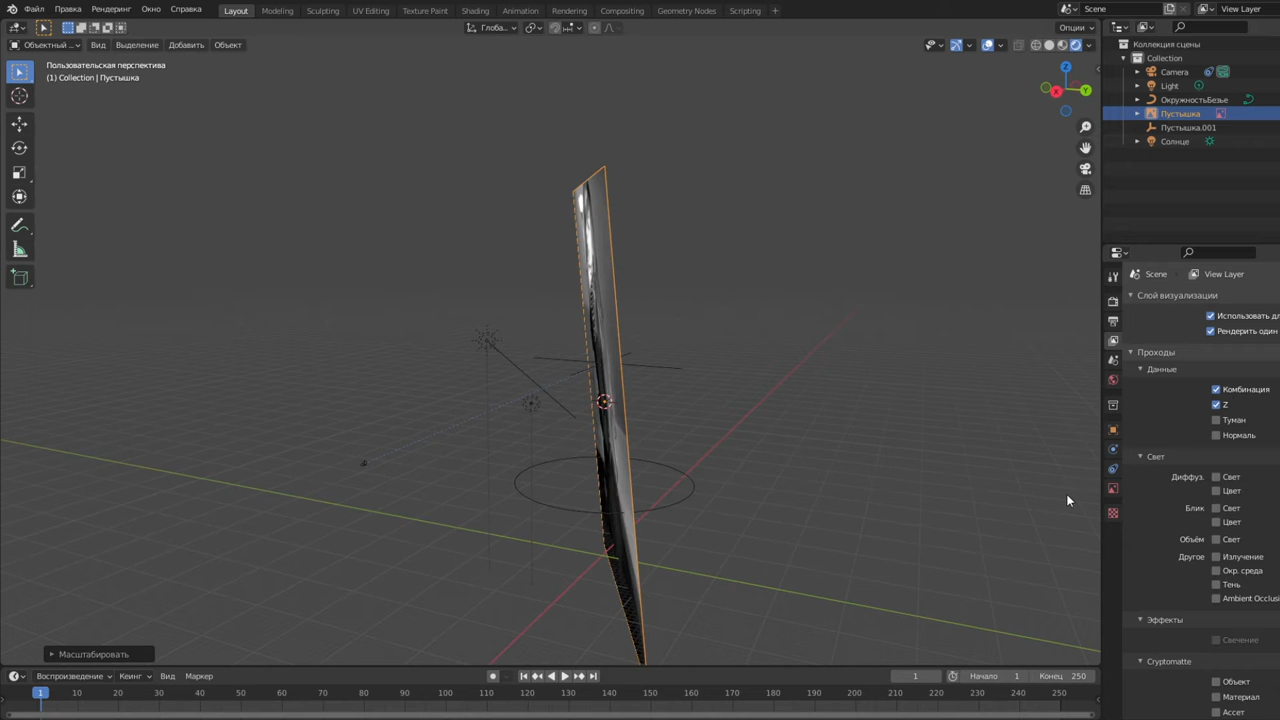 Файл Правка Рендеринг Окно Справка Layout Modeling Sculpting UV Editing Texture Paint Shading Animation Rendering Compositing Geometry Nodes Scripting Scene View Layer
Глоба... Опции
Объектный ... Вид Выделение Добавить Объект
Пользовательская перспектива
(1) Collection | Пустышка
Z
Y
X
Масштабировать
Воспроизведение Кеинг Вид Маркер 1 Начало 1 Конец 250
1 10 20 30 40 50 60 70 80 90 100 110 120 130 140 150 160 170 180 190 200 210 220 230 240 250
Коллекция сцены
Collection
Camera
Light
ОкружностьБезье
Пустышка
Пустышка.001
Солнце
Scene View Layer
Слой визуализации
Использовать дл
Рендерить один
Проходы
Данные
Комбинация
Z
Туман
Нормаль
Свет
Диффуз. Свет
Цвет
Блик Свет
Цвет
Объём Свет
Другое Излучение
Окр. среда
Тень
Ambient Occlus
Эффекты
Свечение
Cryptomatte
Объект
Материал
Ассет